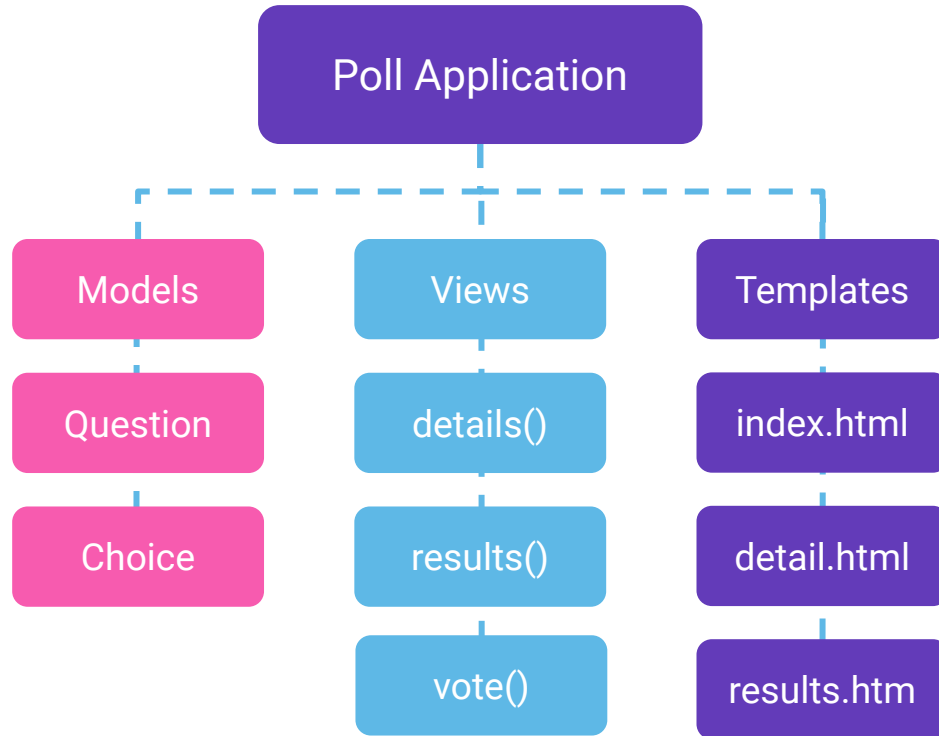 Poll Application
Models
Views
Templates
Question
details()
index.html
Choice
results()
detail.html
vote()
results.htm